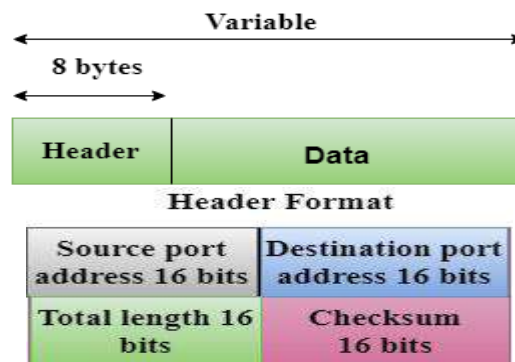 Variable
8 bytes
Header
Data
Header Format
Source port
address 16 bits
Destination port
address 16 bits
Total length 16
bits
Checksum
16 bits